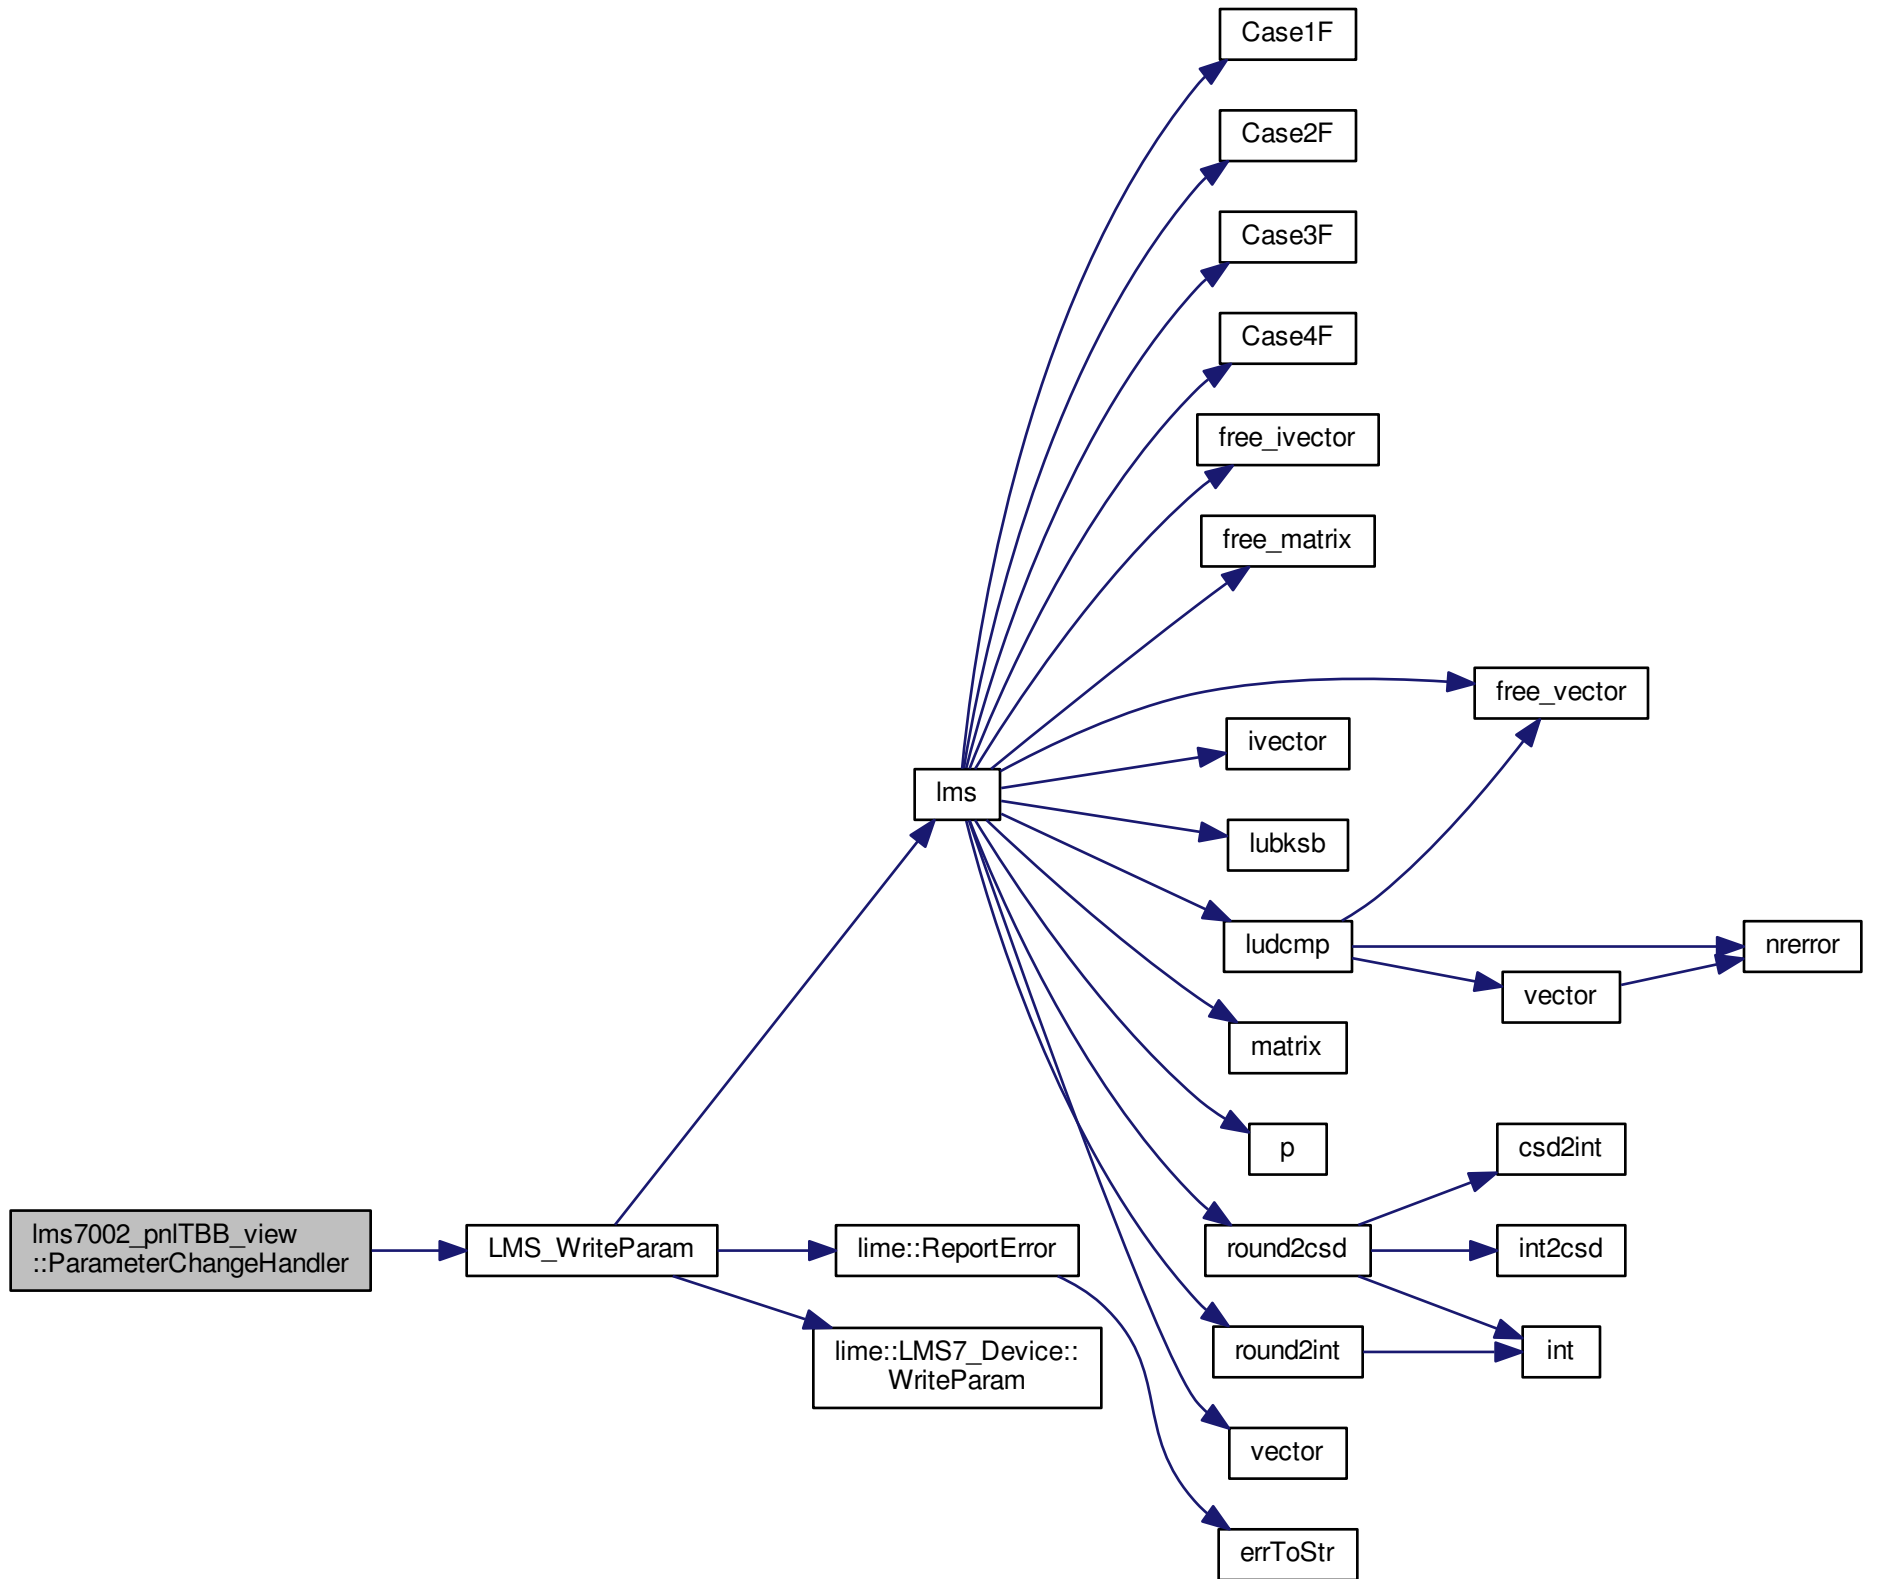 Case1F
Case2F
Case3F
Case4F
free_ivector
free_matrix
free_vector
ivector
lms
lubksb
ludcmp
nrerror
vector
matrix
p
csd2int
lms7002_pnlTBB_view
::ParameterChangeHandler
LMS_WriteParam
lime::ReportError
round2csd
int2csd
lime::LMS7_Device::
WriteParam
round2int
int
vector
errToStr